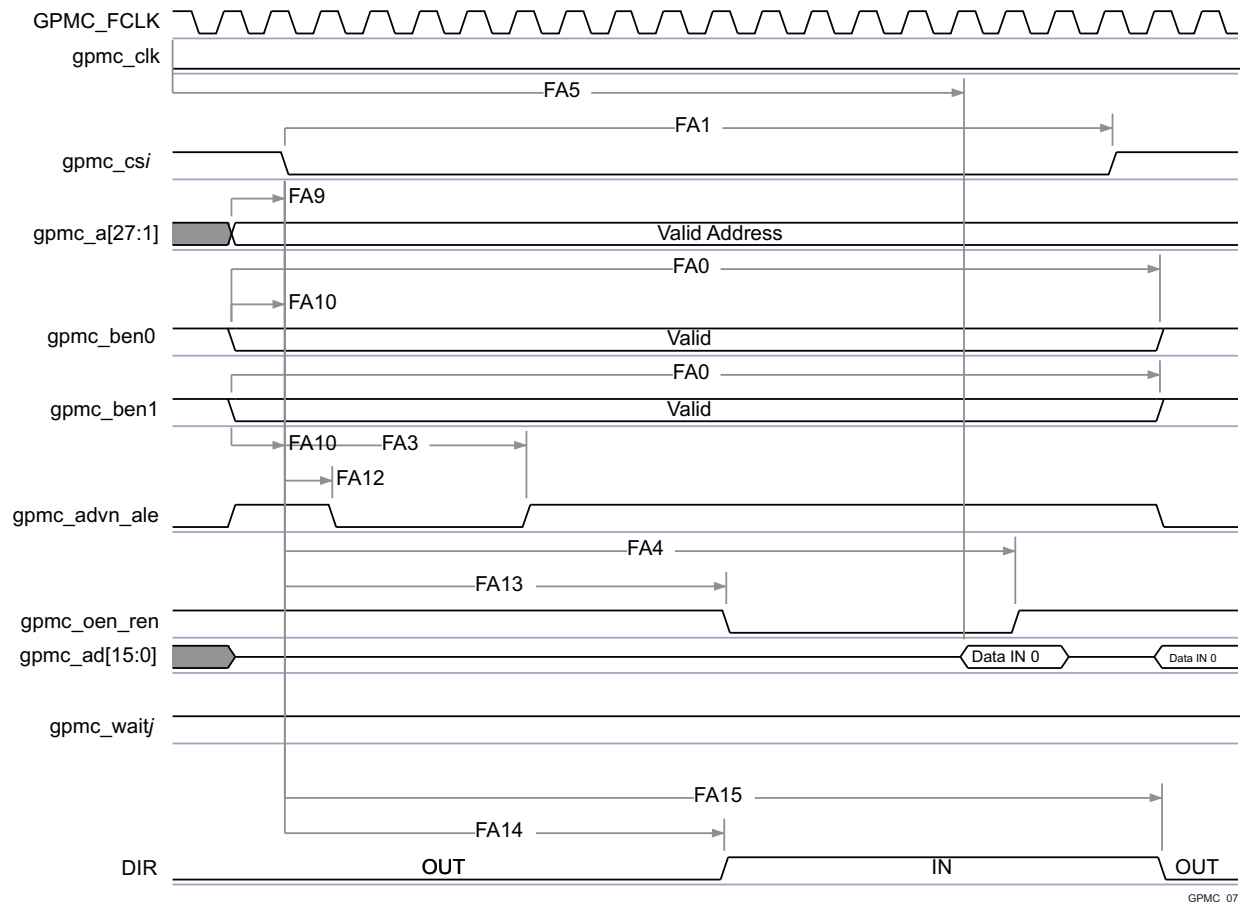 GPMC_FCLK
gpmc_clk
FA5
FA1
gpmc_csi
FA9
gpmc_a[27:1] Valid Address
FA0
FA10
gpmc_ben0 Valid
FA0
gpmc_ben1 Valid
FA10 FA3
FA12
gpmc_advn_ale
FA4
FA13
gpmc_oen_ren
gpmc_ad[15:0] Data IN 0 Data IN 0
gpmc_waitj
FA15
FA14
DIR OUT IN OUT
GPMC_07